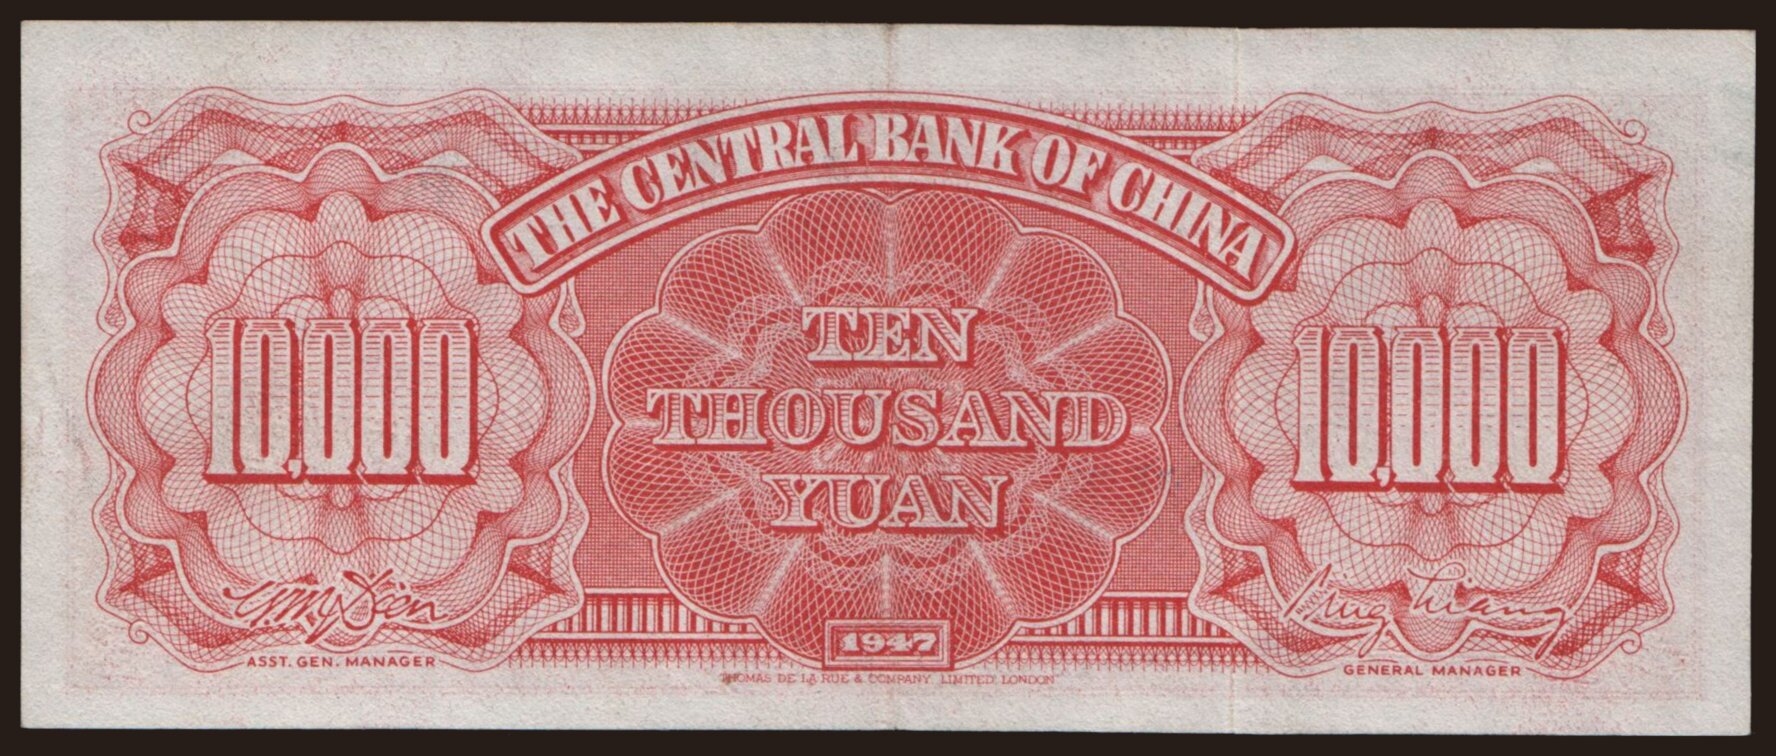 THE CENTRAL BANK OF CHINA
10,000
TEN
THOUSAND
YUAN
10,000
1947
ASST. GEN. MANAGER
GENERAL MANAGER
THOMAS DE LA RUE & COMPANY LIMITED LONDON